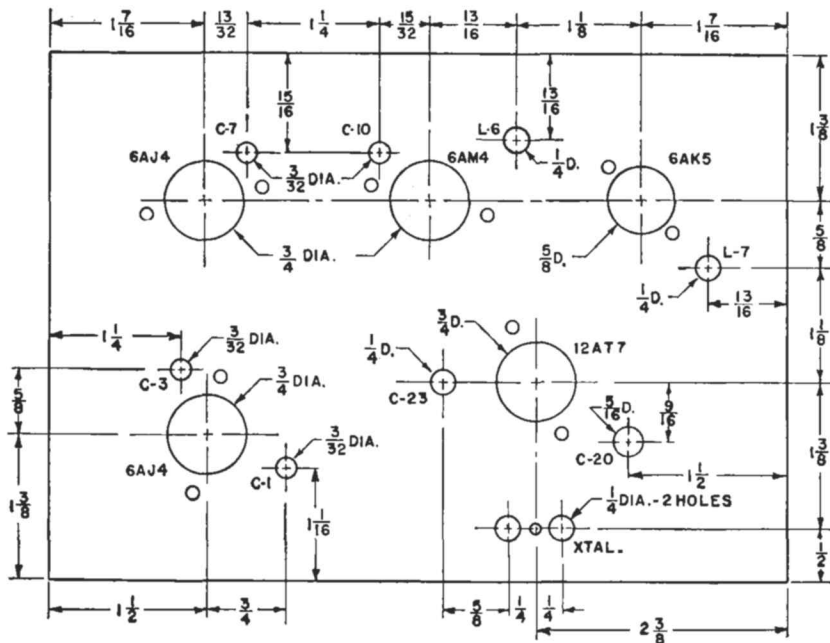 1 7/16 13/32 1 1/4 15/32 13/16 1 1/8 1 7/16
15/16 13/16 1 3/8
C-7 C-10 L-6
6AJ4 6AM4 6AK5
3/32 DIA. 1/4 D.
5/8
3/4 DIA. 5/8 D. L-7
1/4 D. 13/16
1 1/4 3/32 DIA. 3/4 D. 1 1/8
1/4 D. 12AT7
C-3 3/4 DIA. C-23
5/8 5/16 D. 9/16
3/32 DIA. 1 3/8
6AJ4 C-1 C-20 1 1/2
1 3/8 1 1/16 1/4 DIA.-2 HOLES
XTAL. 1/2
1 1/2 3/4 5/8 1/4 1/4
2 3/8